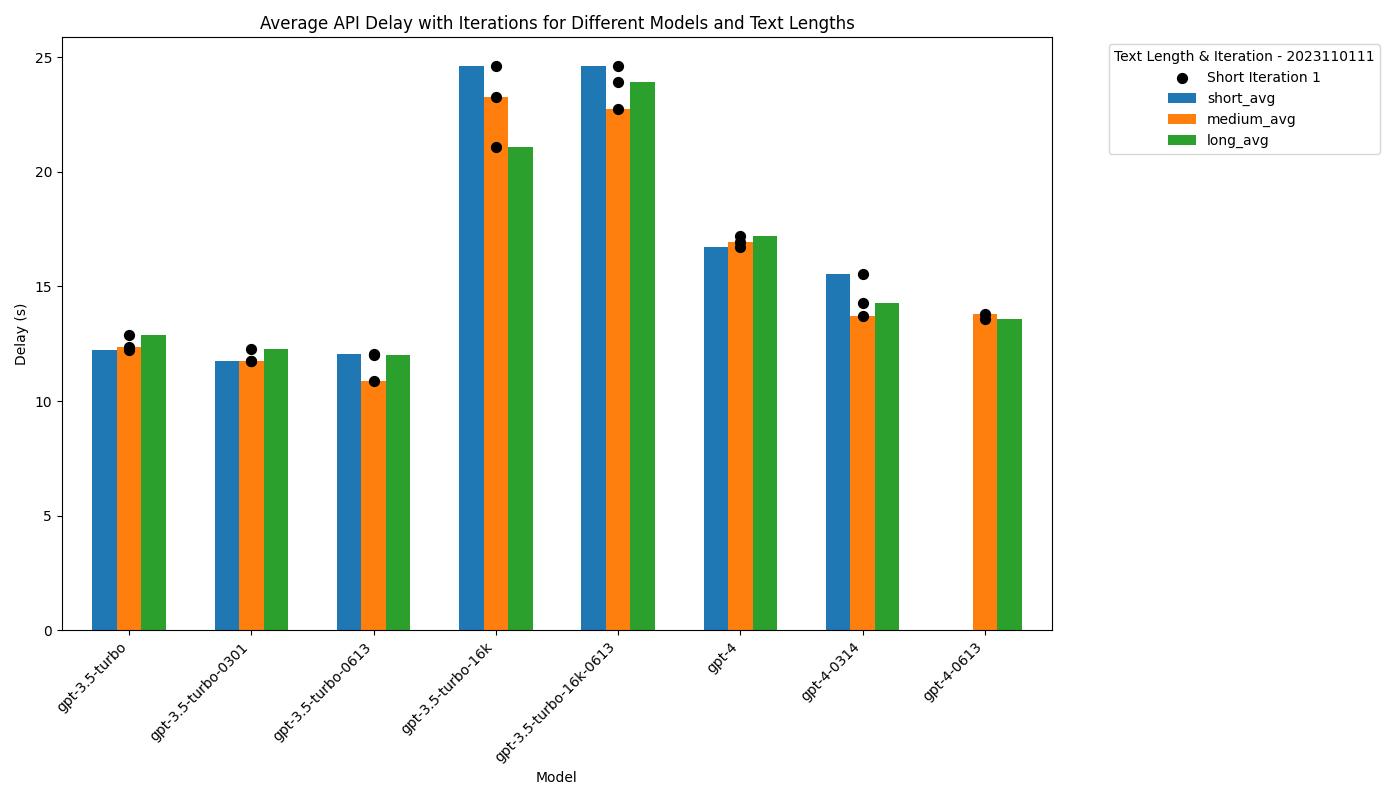 Average API Delay with Iterations for Different Models and Text Lengths
Text Length & Iteration - 2023110111
Short Iteration 1
short_avg
medium_avg
long_avg
Delay (s)
25
20
15
10
5
0
gpt-3.5-turbo
gpt-3.5-turbo-0301
gpt-3.5-turbo-0613
gpt-3.5-turbo-16k
gpt-3.5-turbo-16k-0613
gpt-4
gpt-4-0314
gpt-4-0613
Model